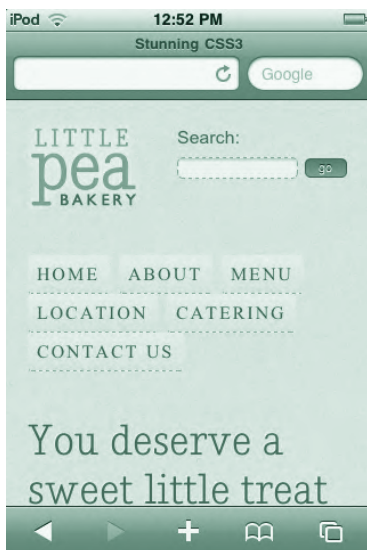 iPod 12:52 PM
Stunning CSS3
Google
LITTLE
pea
BAKERY
Search:
go
HOME ABOUT MENU
LOCATION CATERING
CONTACT US
You deserve a
sweet little treat